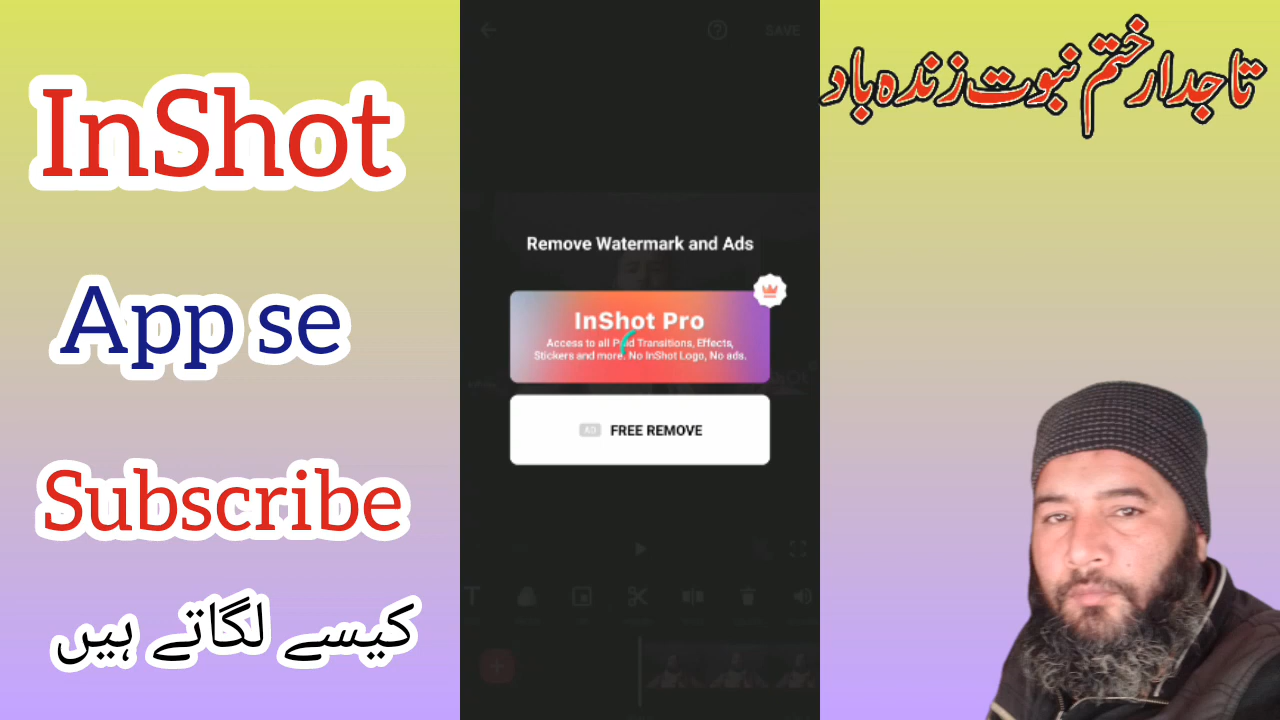 InShot
App se
Subscribe
کیسے لگاتے ہیں
SAVE
Remove Watermark and Ads
InShot Pro
Access to all Paid Transitions, Effects,
Stickers and more. No InShot Logo, No ads.
AD FREE REMOVE
تاجدار ختم نبوت زندہ باد